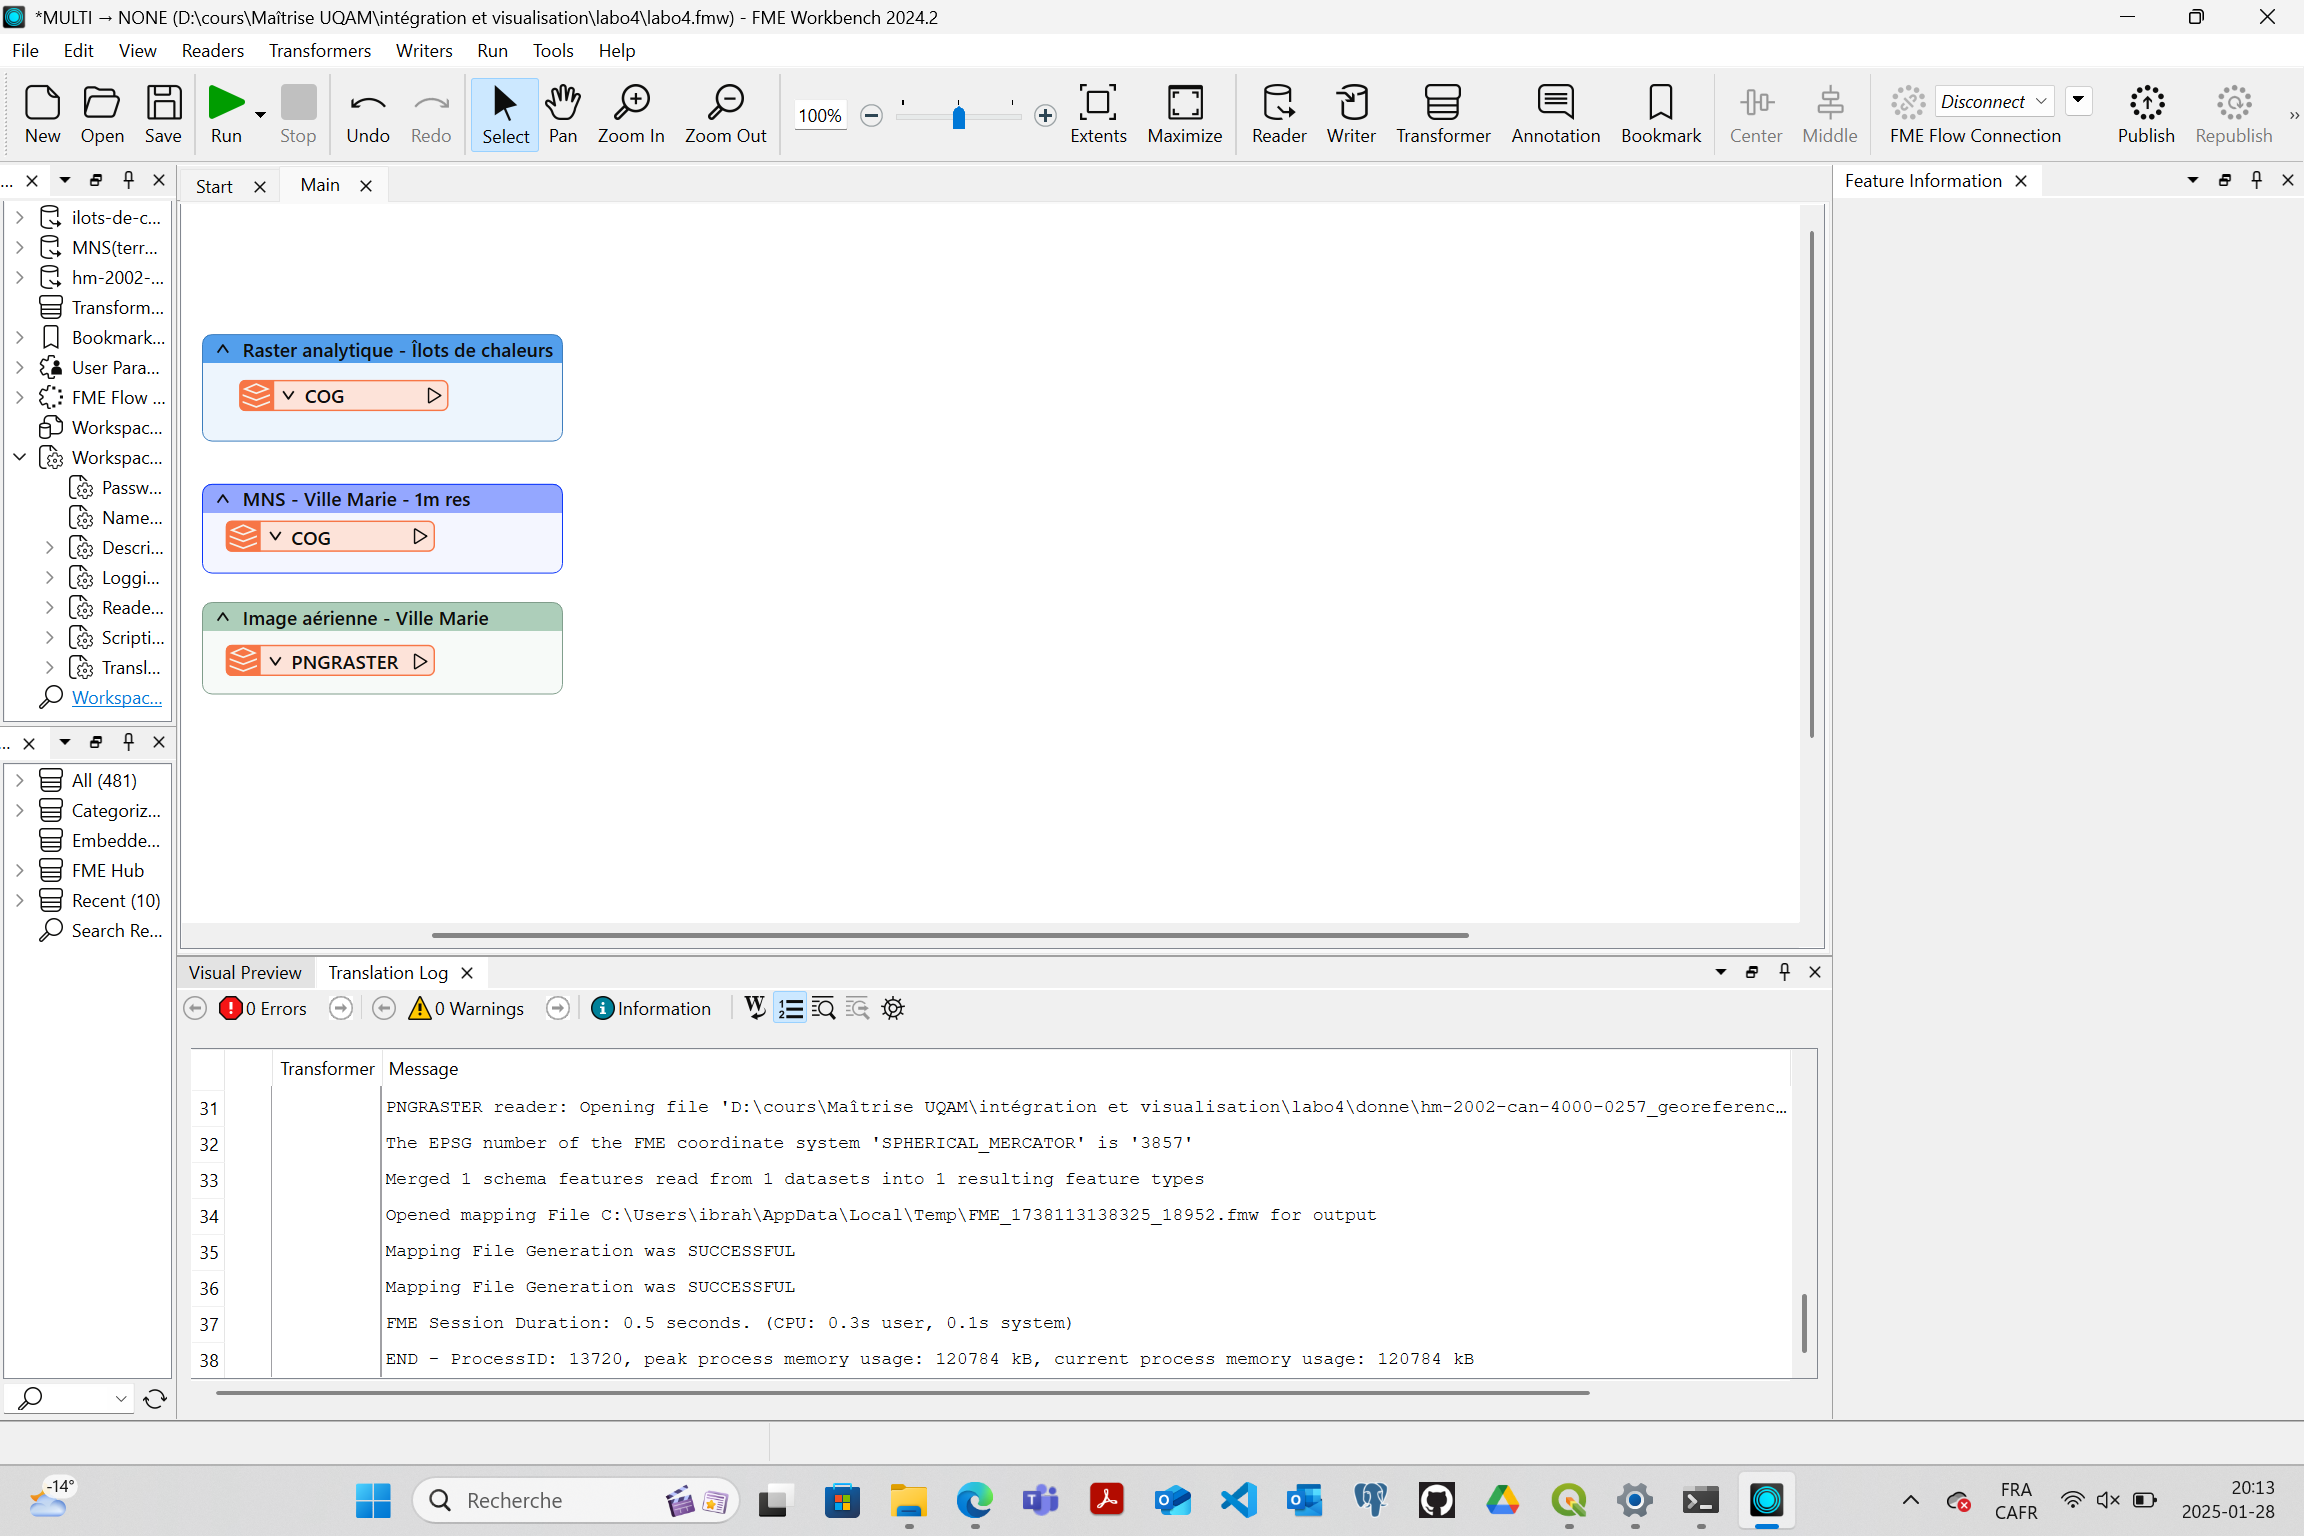 *MULTI → NONE (D:\cours\Maîtrise UQAM\intégration et visualisation\labo4\labo4.fmw) - FME Workbench 2024.2
File Edit View Readers Transformers Writers Run Tools Help
New Open Save Run Stop Undo Redo Select Pan Zoom In Zoom Out 100% Extents Maximize Reader Writer Transformer Annotation Bookmark Center Middle Disconnect FME Flow Connection Publish Republish »
...
Start Main
Feature Information
ilots-de-c...
MNS(terr...
hm-2002-...
Transform...
Bookmark...
User Para...
FME Flow ...
Workspac...
Workspac...
Passw...
Name...
Descri...
Loggi...
Reade...
Scripti...
Transl...
Workspac...
Raster analytique - Îlots de chaleurs
COG
MNS - Ville Marie - 1m res
COG
Image aérienne - Ville Marie
PNGRASTER
...
All (481)
Categoriz...
Embedde...
FME Hub
Recent (10)
Search Re...
Visual Preview Translation Log
0 Errors 0 Warnings Information
Transformer Message
31 PNGRASTER reader: Opening file 'D:\cours\Maîtrise UQAM\intégration et visualisation\labo4\donne\hm-2002-can-4000-0257_georeferenc...
32 The EPSG number of the FME coordinate system 'SPHERICAL_MERCATOR' is '3857'
33 Merged 1 schema features read from 1 datasets into 1 resulting feature types
34 Opened mapping File C:\Users\ibrah\AppData\Local\Temp\FME_1738113138325_18952.fmw for output
35 Mapping File Generation was SUCCESSFUL
36 Mapping File Generation was SUCCESSFUL
37 FME Session Duration: 0.5 seconds. (CPU: 0.3s user, 0.1s system)
38 END - ProcessID: 13720, peak process memory usage: 120784 kB, current process memory usage: 120784 kB
-14°
Recherche
FRA
CAFR
20:13
2025-01-28